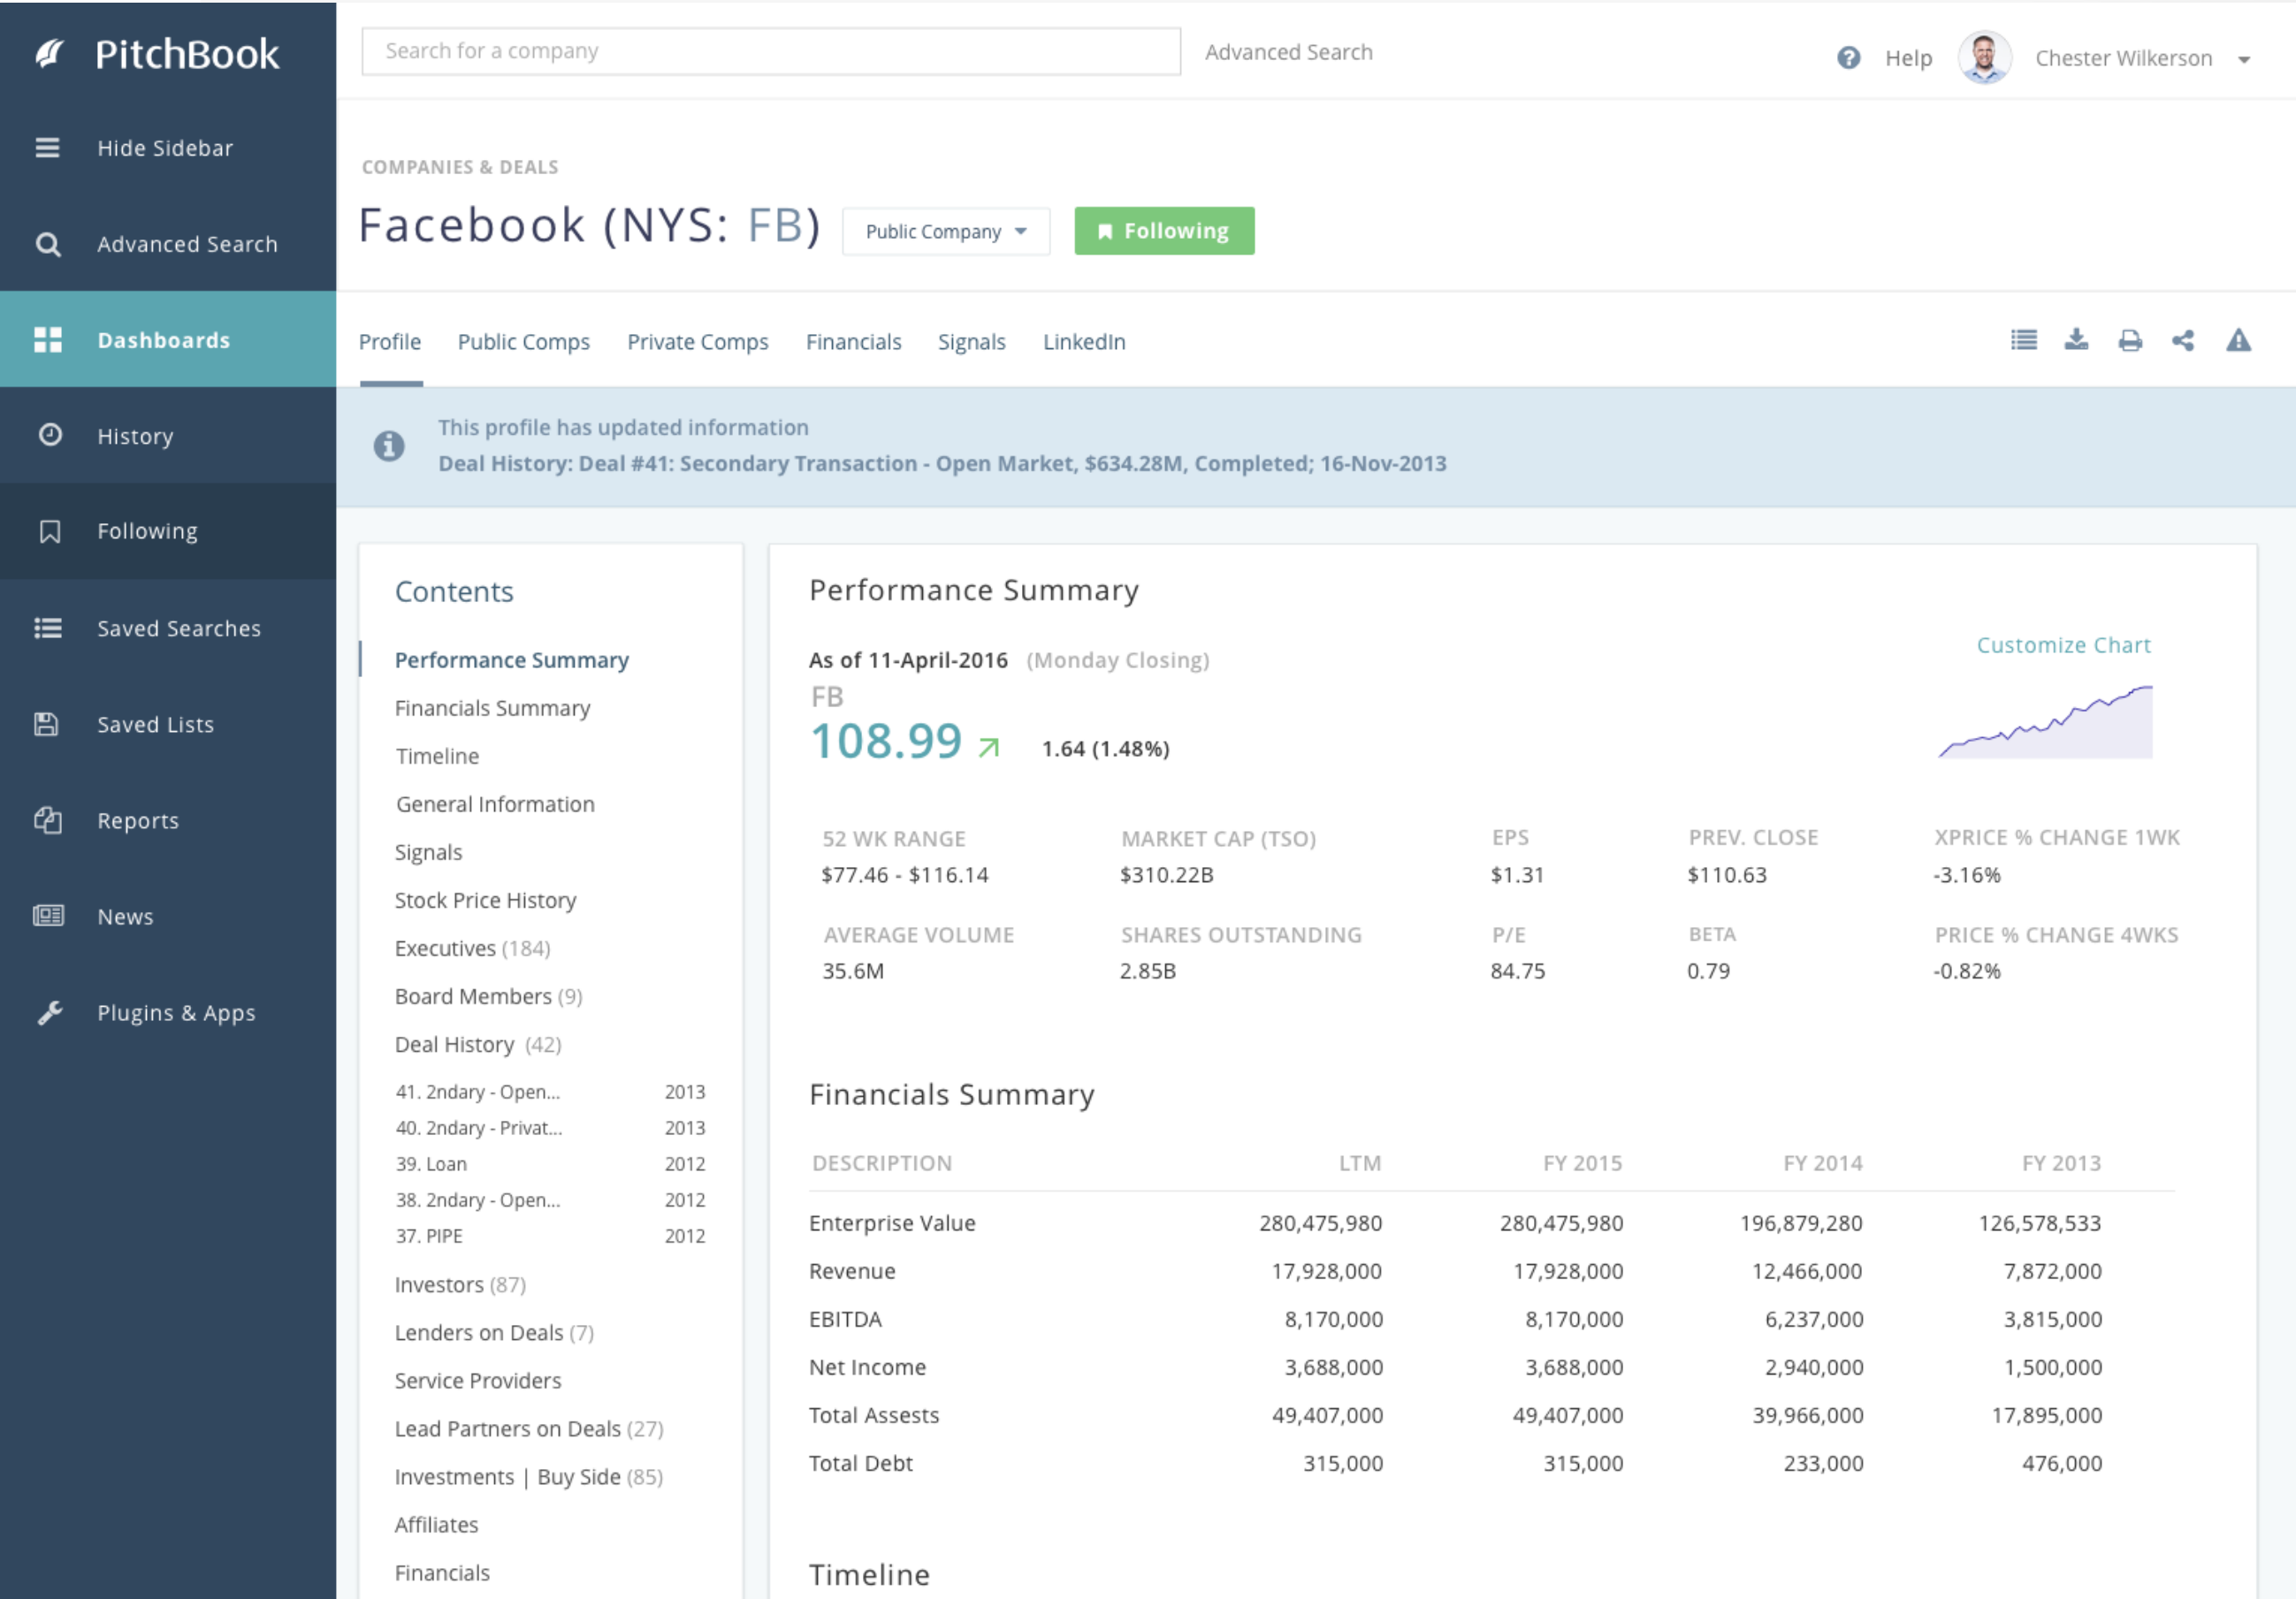 PitchBook
Search for a company
Advanced Search
Help
Chester Wilkerson
Hide Sidebar
Advanced Search
Dashboards
History
Following
Saved Searches
Saved Lists
Reports
News
Plugins & Apps
COMPANIES & DEALS
Facebook (NYS: FB)
Public Company
Following
Profile Public Comps Private Comps Financials Signals LinkedIn
This profile has updated information
Deal History: Deal #41: Secondary Transaction - Open Market, $634.28M, Completed; 16-Nov-2013
Contents
Performance Summary
Financials Summary
Timeline
General Information
Signals
Stock Price History
Executives (184)
Board Members (9)
Deal History (42)
41. 2ndary - Open... 2013
40. 2ndary - Privat... 2013
39. Loan 2012
38. 2ndary - Open... 2012
37. PIPE 2012
Investors (87)
Lenders on Deals (7)
Service Providers
Lead Partners on Deals (27)
Investments | Buy Side (85)
Affiliates
Financials
Performance Summary
As of 11-April-2016 (Monday Closing)
Customize Chart
FB
108.99 1.64 (1.48%)
52 WK RANGE MARKET CAP (TSO) EPS PREV. CLOSE XPRICE % CHANGE 1WK
$77.46 - $116.14 $310.22B $1.31 $110.63 -3.16%
AVERAGE VOLUME SHARES OUTSTANDING P/E BETA PRICE % CHANGE 4WKS
35.6M 2.85B 84.75 0.79 -0.82%
Financials Summary
DESCRIPTION LTM FY 2015 FY 2014 FY 2013
Enterprise Value 280,475,980 280,475,980 196,879,280 126,578,533
Revenue 17,928,000 17,928,000 12,466,000 7,872,000
EBITDA 8,170,000 8,170,000 6,237,000 3,815,000
Net Income 3,688,000 3,688,000 2,940,000 1,500,000
Total Assests 49,407,000 49,407,000 39,966,000 17,895,000
Total Debt 315,000 315,000 233,000 476,000
Timeline